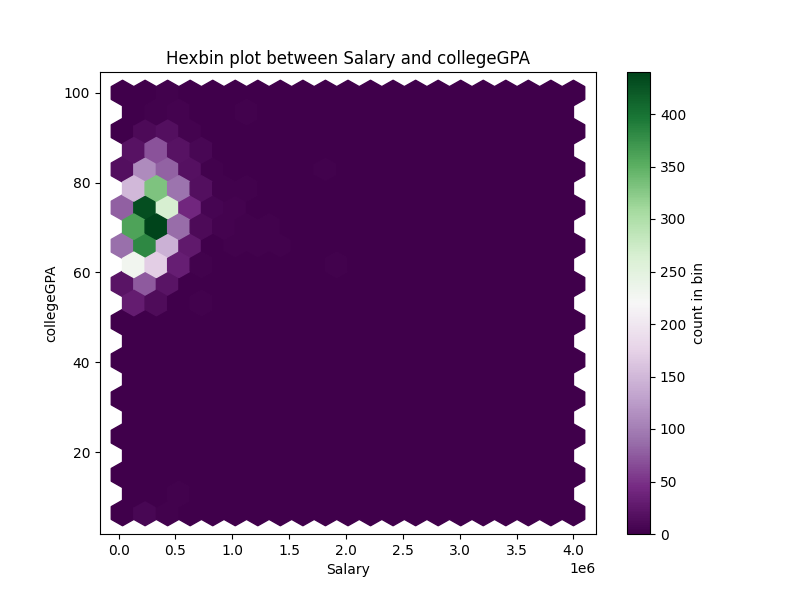 Hexbin plot between Salary and collegeGPA
100
80
60
40
20
collegeGPA
0.0 0.5 1.0 1.5 2.0 2.5 3.0 3.5 4.0
1e6
Salary
400
350
300
250
200
150
100
50
0
count in bin